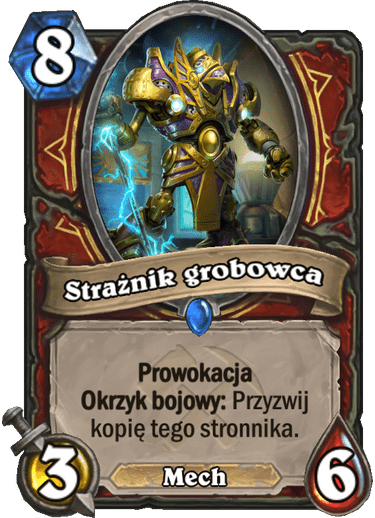 8
Strażnik grobowca
Prowokacja
Okrzyk bojowy: Przyzwij
kopię tego stronnika.
3
Mech
6